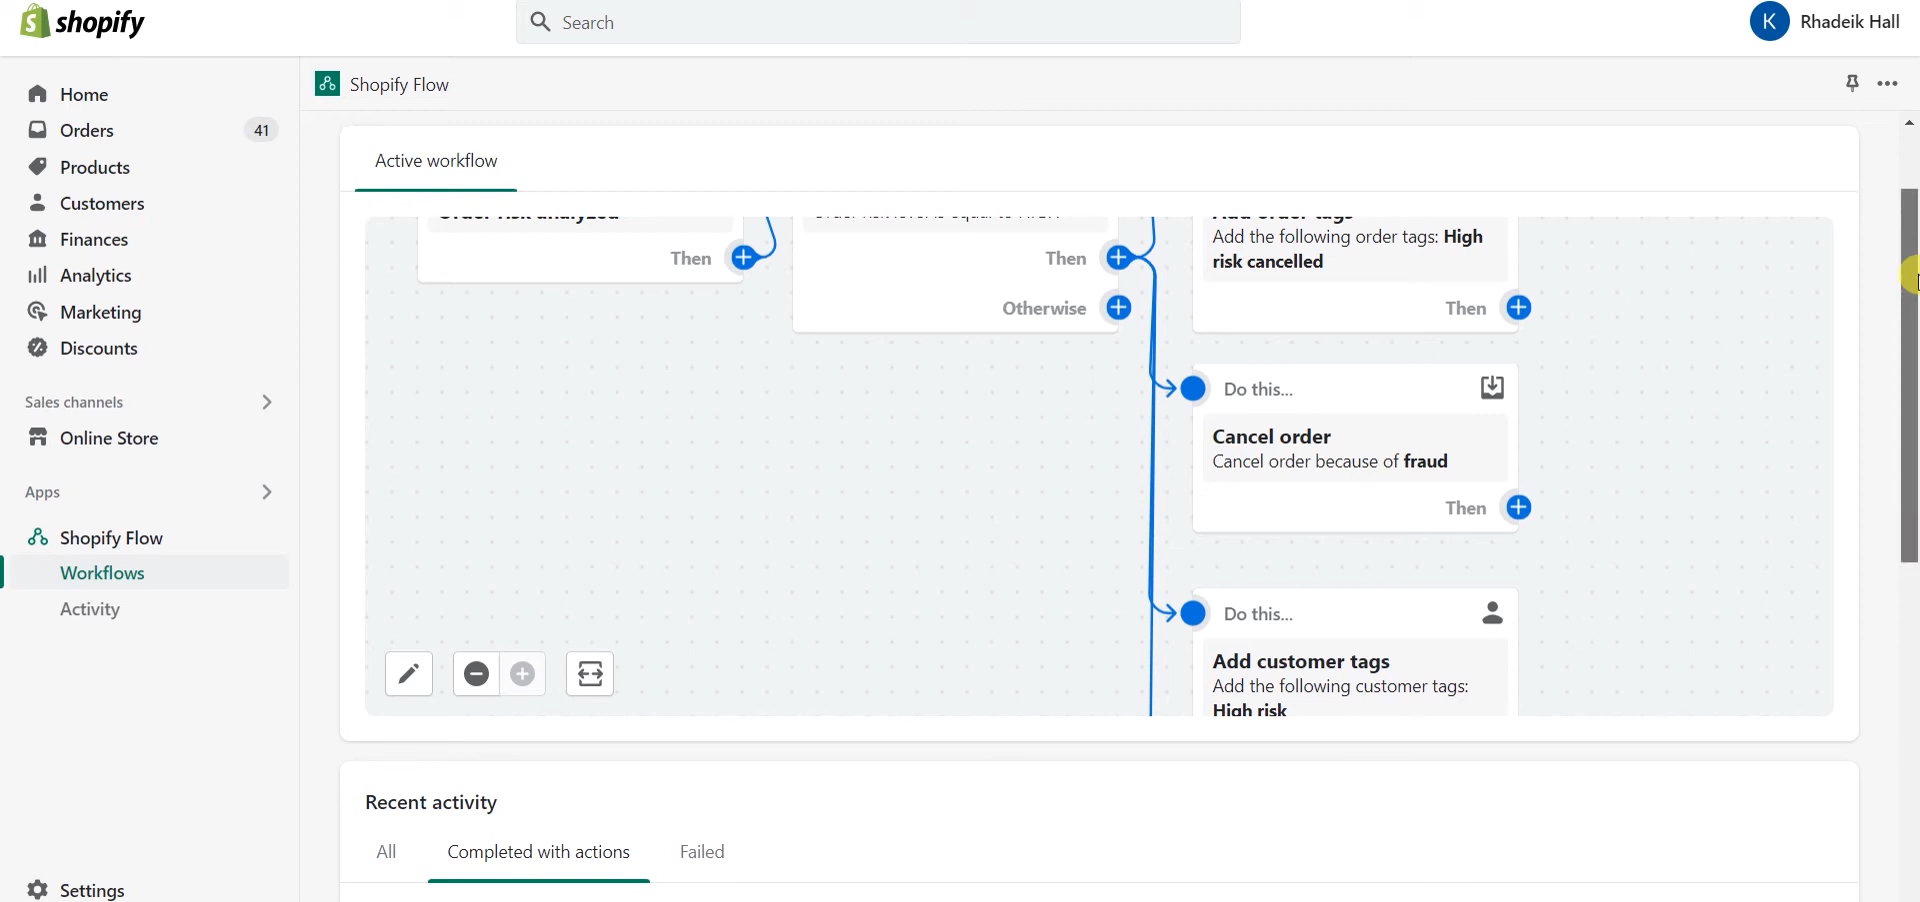 shopify
Search
K
Rhadeik Hall
Home
Orders
41
Products
Customers
Finances
Analytics
Marketing
Discounts
Sales channels
Online Store
Apps
Shopify Flow
Workflows
Activity
Settings
Shopify Flow
Active workflow
Order risk analyzed
Then
Then
Otherwise
Add order tags
Add the following order tags: High
risk cancelled
Then
Do this...
Cancel order
Cancel order because of fraud
Then
Do this...
Add customer tags
Add the following customer tags:
High risk
Recent activity
All
Completed with actions
Failed